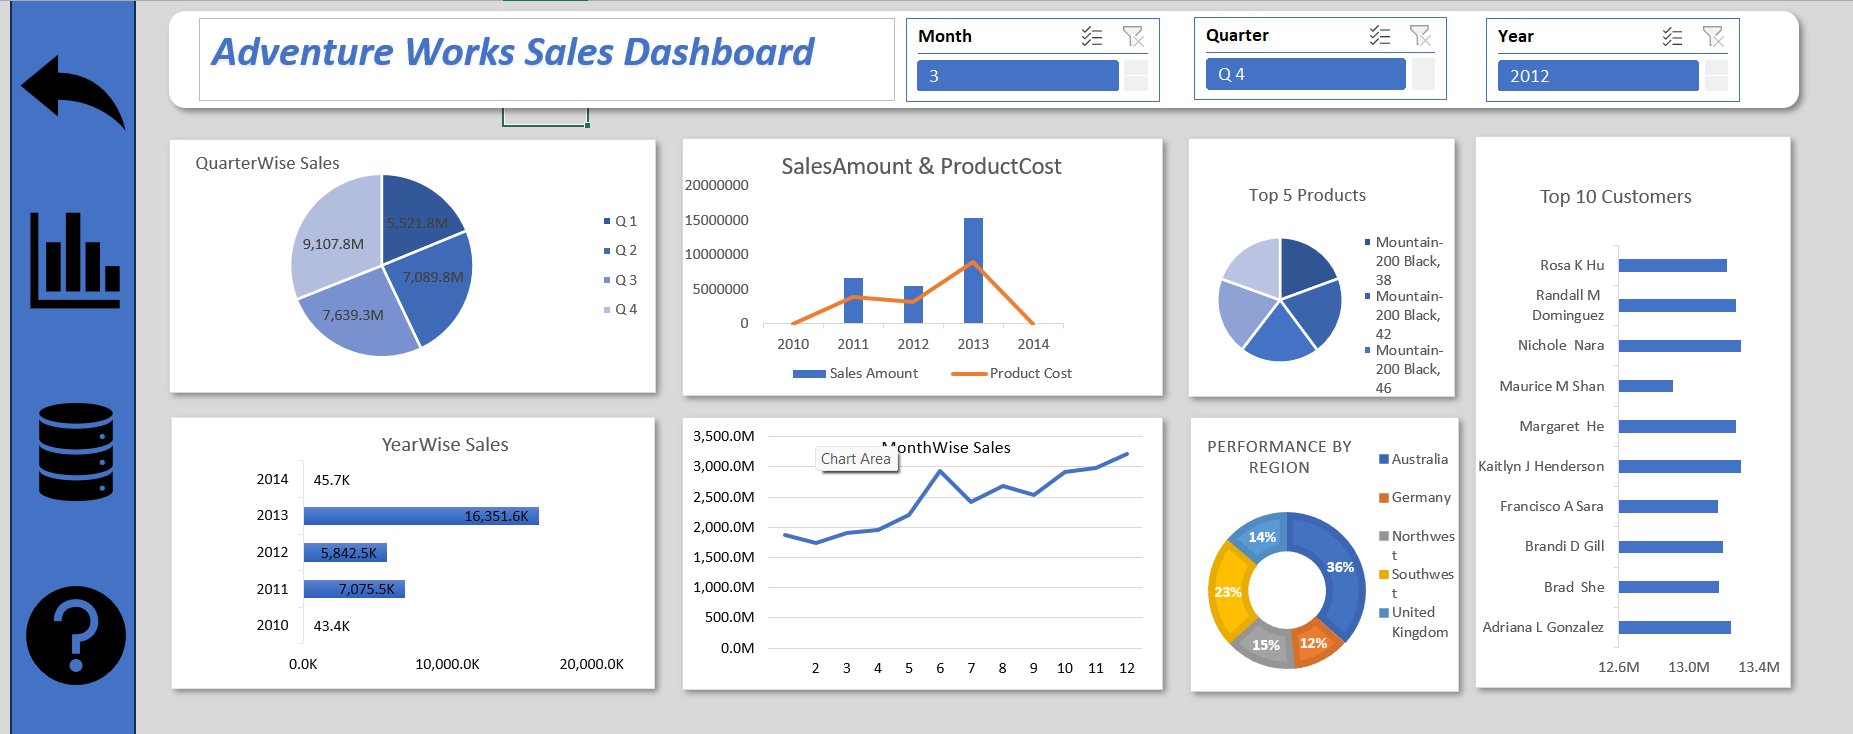 Adventure Works Sales Dashboard
Month
3
Quarter
Q 4
Year
2012
QuarterWise Sales
5,521.8M
9,107.8M
7,089.8M
7,639.3M
Q 1
Q 2
Q 3
Q 4
SalesAmount & ProductCost
20000000
15000000
10000000
5000000
0
2010 2011 2012 2013 2014
Sales Amount Product Cost
Top 5 Products
Mountain-
200 Black,
38
Mountain-
200 Black,
42
Mountain-
200 Black,
46
Top 10 Customers
Rosa K Hu
Randall M
Dominguez
Nichole Nara
Maurice M Shan
Margaret He
Kaitlyn J Henderson
Francisco A Sara
Brandi D Gill
Brad She
Adriana L Gonzalez
12.6M 13.0M 13.4M
YearWise Sales
2014 45.7K
2013 16,351.6K
2012 5,842.5K
2011 7,075.5K
2010 43.4K
0.0K 10,000.0K 20,000.0K
MonthWise Sales
Chart Area
3,500.0M
3,000.0M
2,500.0M
2,000.0M
1,500.0M
1,000.0M
500.0M
0.0M
2 3 4 5 6 7 8 9 10 11 12
PERFORMANCE BY
REGION
14%
36%
23%
15%
12%
Australia
Germany
Northwes
t
Southwes
t
United
Kingdom